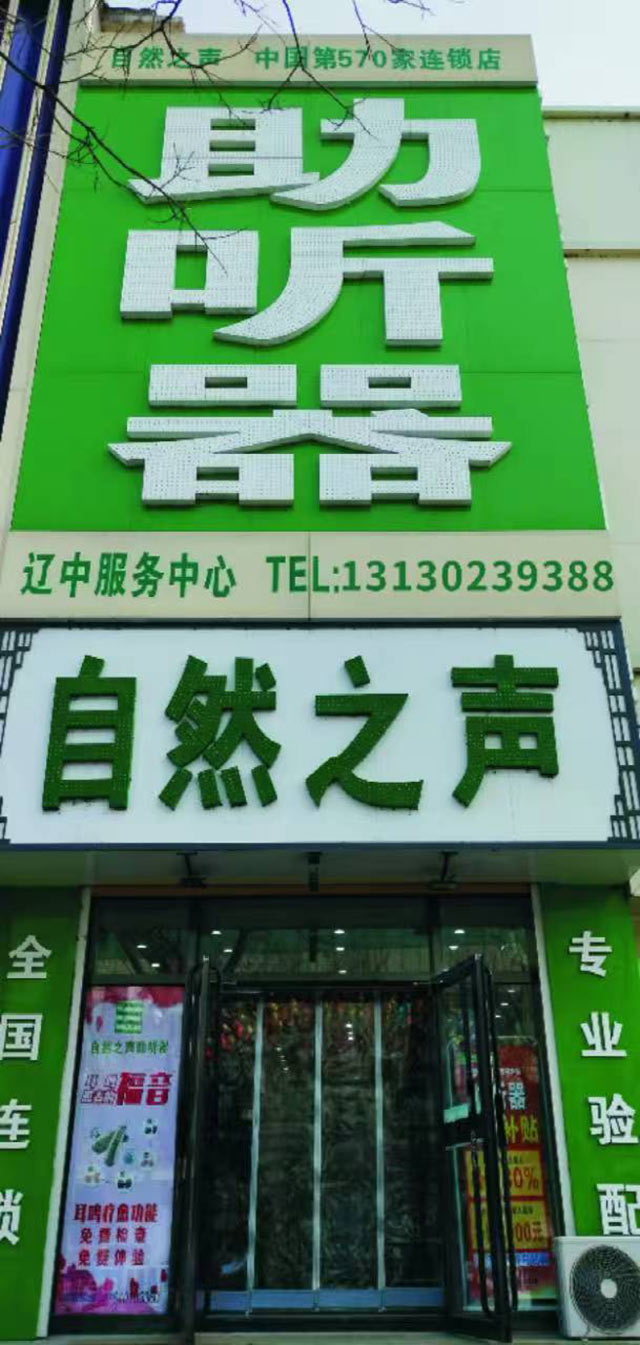 自然之声 中国第570家连锁店
助
听
器
辽中服务中心 TEL:13130239388
自然之声
全国连锁
专业验配
自然之声助听器
福音
耳鸣疗愈功能
免费检查
免费体验
补贴